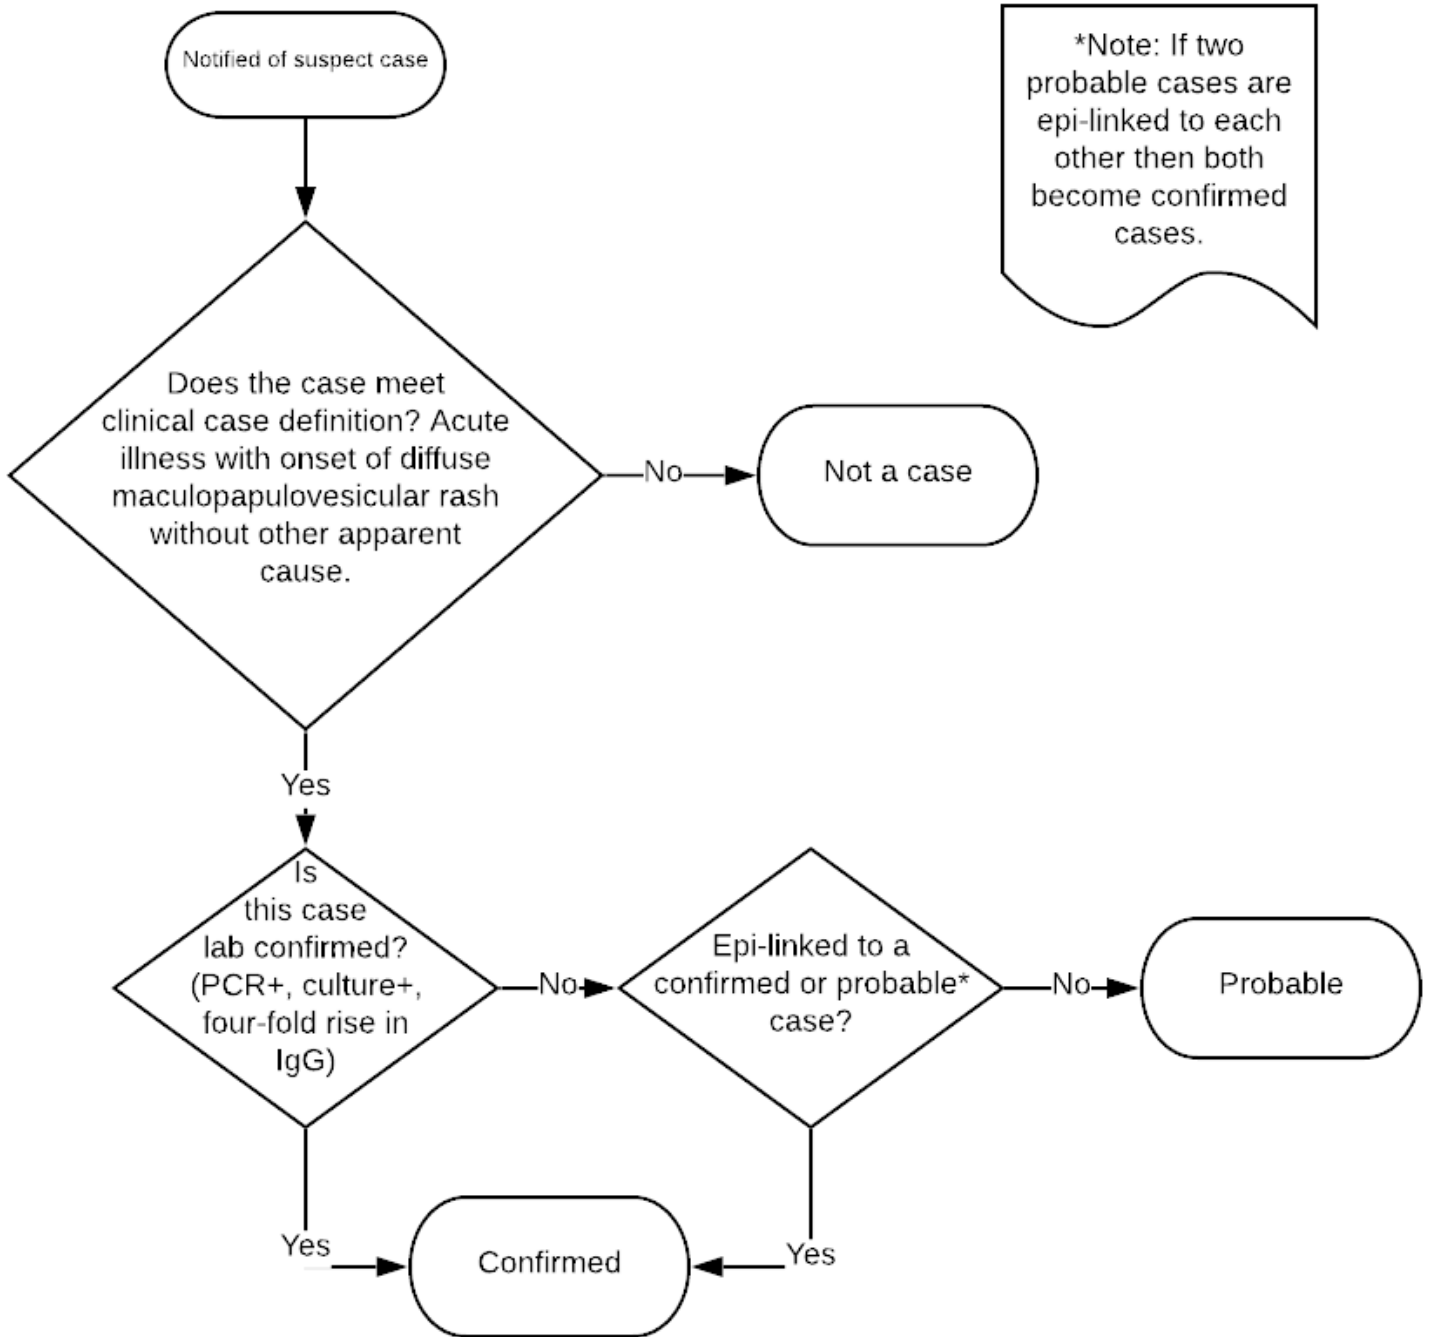 Notified of suspect case
*Note: If two
probable cases are
epi-linked to each
other then both
become confirmed
cases.
Does the case meet
clinical case definition? Acute
illness with onset of diffuse
maculopapulovesicular rash
without other apparent
cause.
No
Not a case
Yes
Is
this case
lab confirmed?
(PCR+, culture+,
four-fold rise in
IgG)
No
Epi-linked to a
confirmed or probable*
case?
No
Probable
Yes
Confirmed
Yes